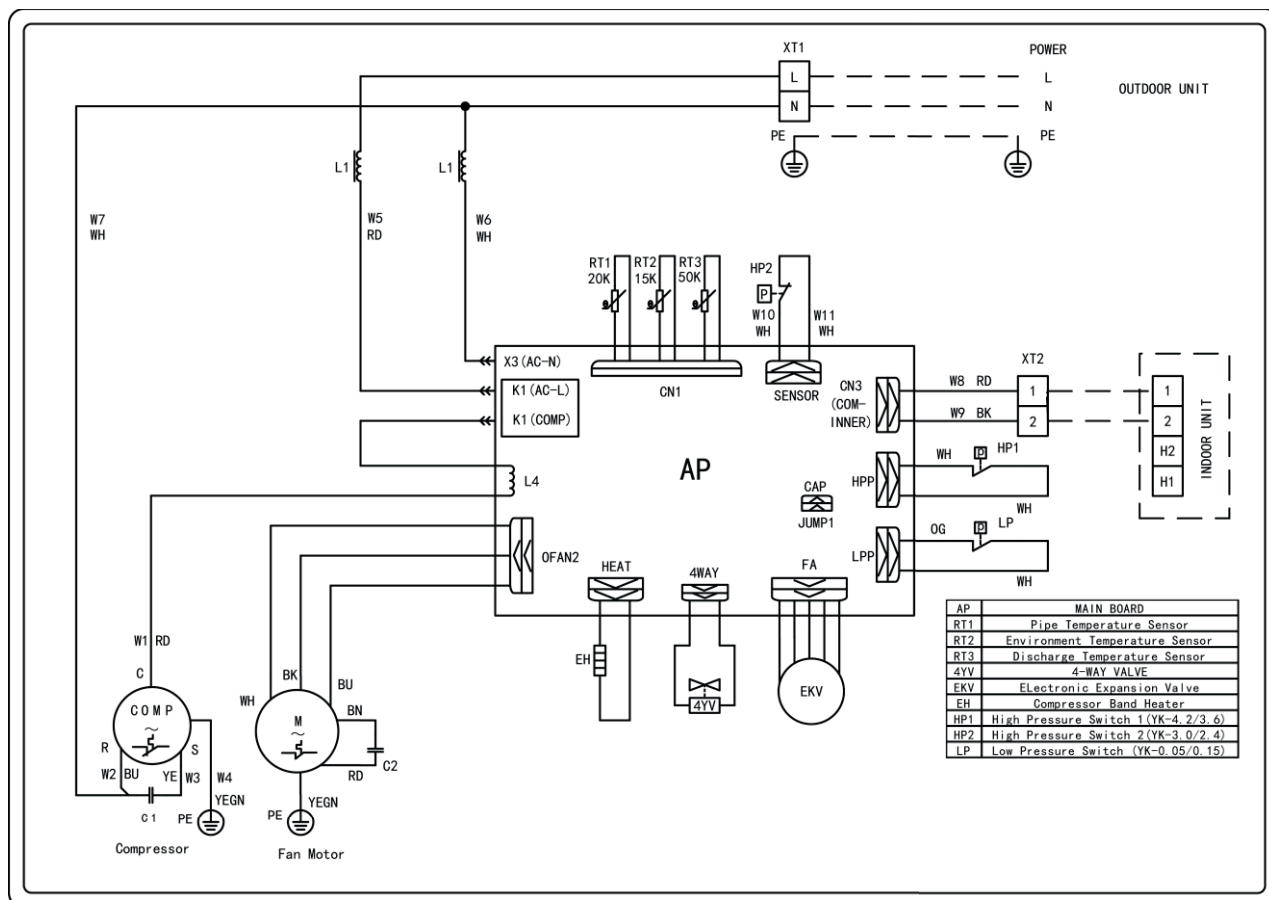 XT1
POWER
L
L
OUTDOOR UNIT
N
N
PE
PE
L1
L1
W7
WH
W5
RD
W6
WH
RT1
20K
RT2
15K
RT3
50K
HP2
P
W10
WH
W11
WH
X3(AC-N)
CN1
SENSOR
CN3
(COM-
INNER)
W8 RD
W9 BK
XT2
1
2
1
2
H2
H1
INDOOR UNIT
K1(AC-L)
K1(COMP)
AP
L4
HPP
WH
P
HP1
WH
CAP
JUMP1
OFAN2
LPP
OG
P
LP
WH
HEAT
4WAY
FA
EH
4YV
EKV
W1 RD
C
COMP
~
R
S
W2 BU
YE W3
W4
YEGN
C1
PE
Compressor
WH
BK
BU
M
~
BN
RD
C2
YEGN
PE
Fan Motor
AP MAIN BOARD
RT1 Pipe Temperature Sensor
RT2 Environment Temperature Sensor
RT3 Discharge Temperature Sensor
4YV 4-WAY VALVE
EKV ELectronic Expansion Valve
EH Compressor Band Heater
HP1 High Pressure Switch 1(YK-4.2/3.6)
HP2 High Pressure Switch 2(YK-3.0/2.4)
LP Low Pressure Switch (YK-0.05/0.15)